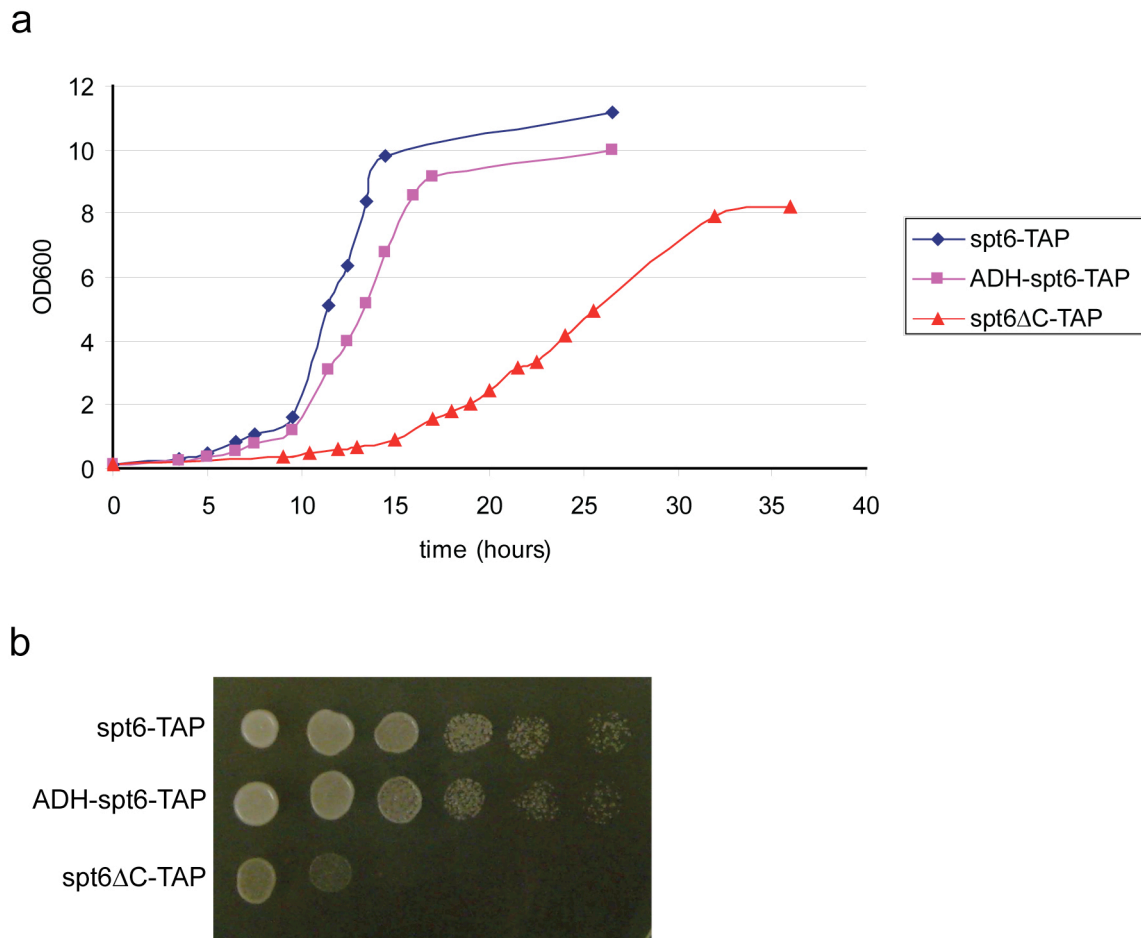 a
12
10
8
6
4
2
0
OD600
0 5 10 15 20 25 30 35 40
time (hours)
spt6-TAP
ADH-spt6-TAP
spt6ΔC-TAP
b
spt6-TAP
ADH-spt6-TAP
spt6ΔC-TAP